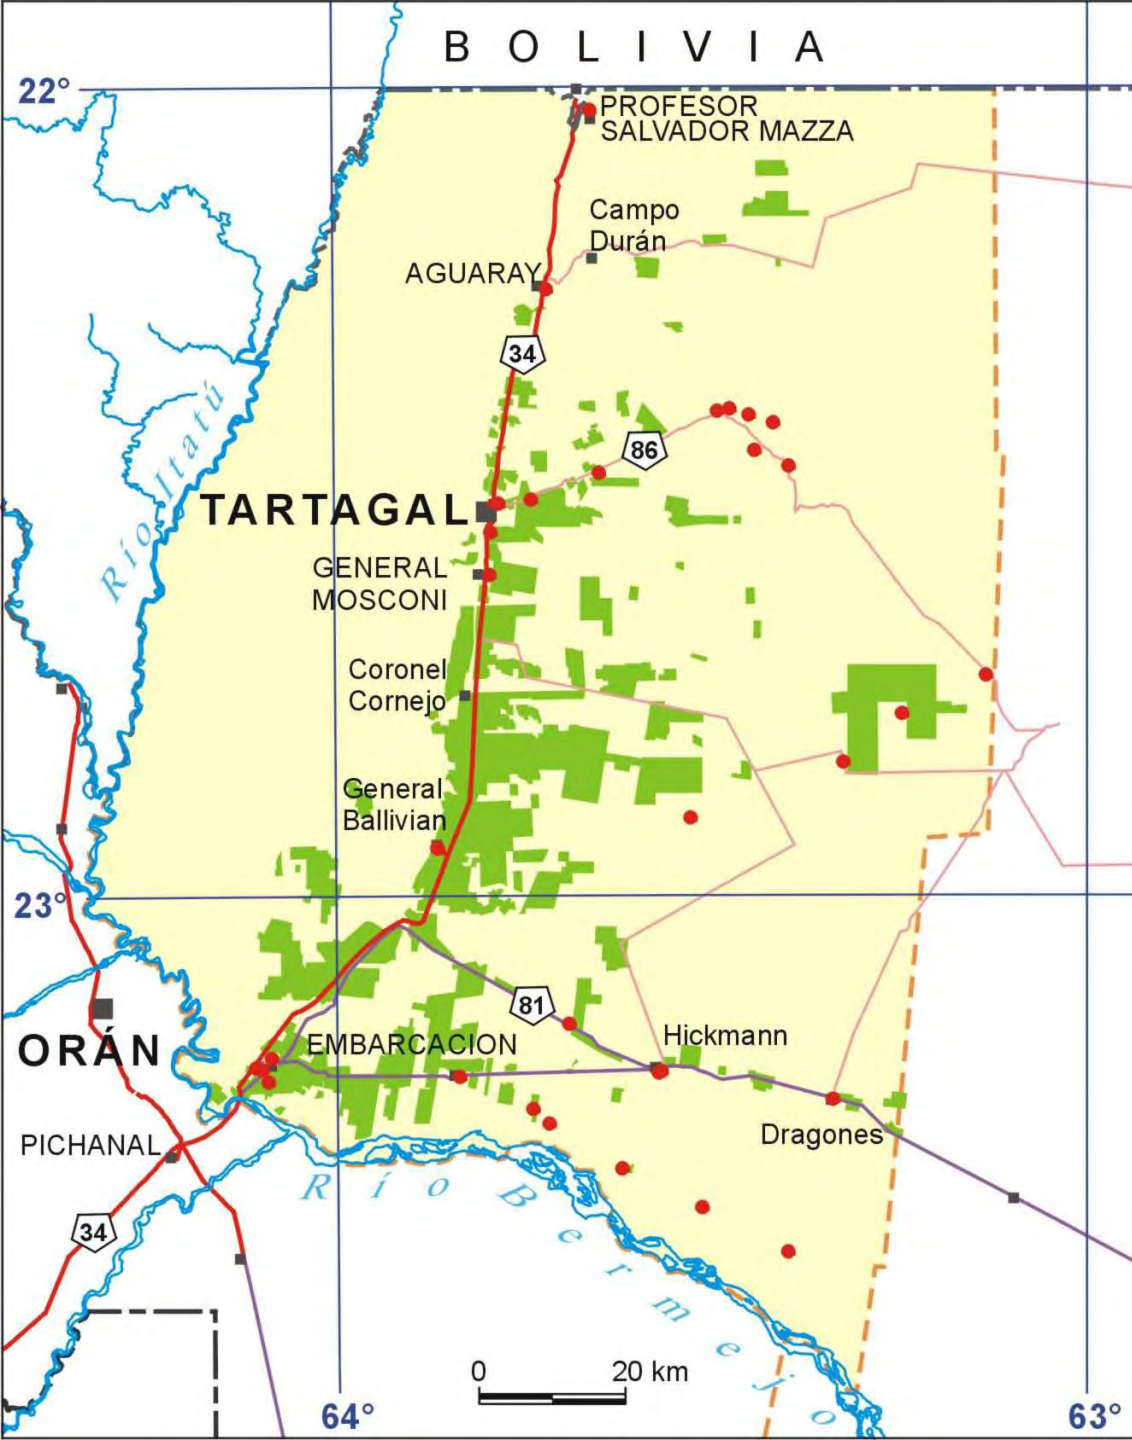 BOLIVIA
22°
PROFESOR
SALVADOR MAZZA
Campo
Durán
AGUARAY
34
Río Itatú
86
TARTAGAL
GENERAL
MOSCONI
Coronel
Cornejo
General
Ballivian
23°
81
ORÁN
EMBARCACION
Hickmann
PICHANAL
Dragones
Río Bermejo
34
0 20 km
64°
63°